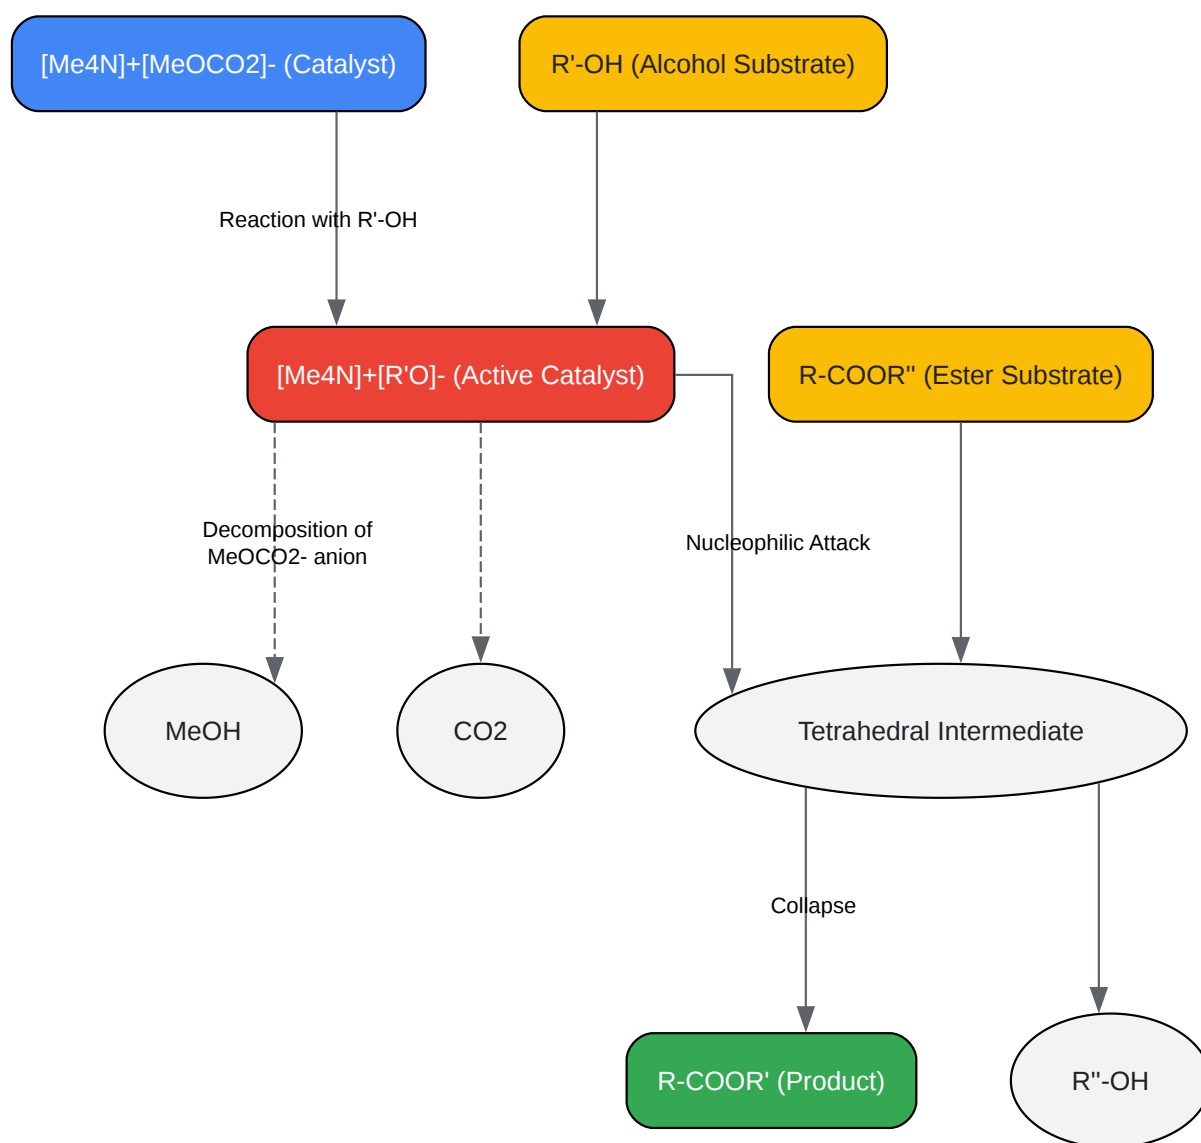 [Me4N]+[MeOCO2]- (Catalyst)
R'-OH (Alcohol Substrate)
Reaction with R'-OH
[Me4N]+[R'O]- (Active Catalyst)
R-COOR'' (Ester Substrate)
Decomposition of
MeOCO2- anion
Nucleophilic Attack
MeOH
CO2
Tetrahedral Intermediate
Collapse
R-COOR' (Product)
R''-OH